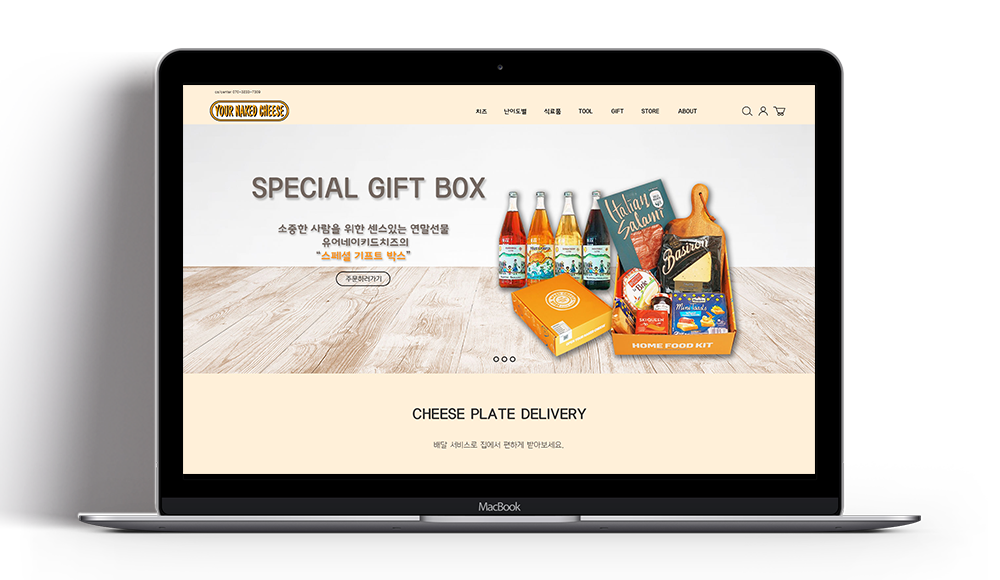 YOUR NAKED CHEESE
치즈 난이도별 식료품 TOOL GIFT STORE ABOUT
SPECIAL GIFT BOX
소중한 사람을 위한 센스있는 연말선물
유어네이키드치즈의
“스페셜 기프트 박스”
주문하러가기
Italian
Salami
Basiron
HOME FOOD KIT
CHEESE PLATE DELIVERY
배달 서비스로 집에서 편하게 받아보세요.
MacBook